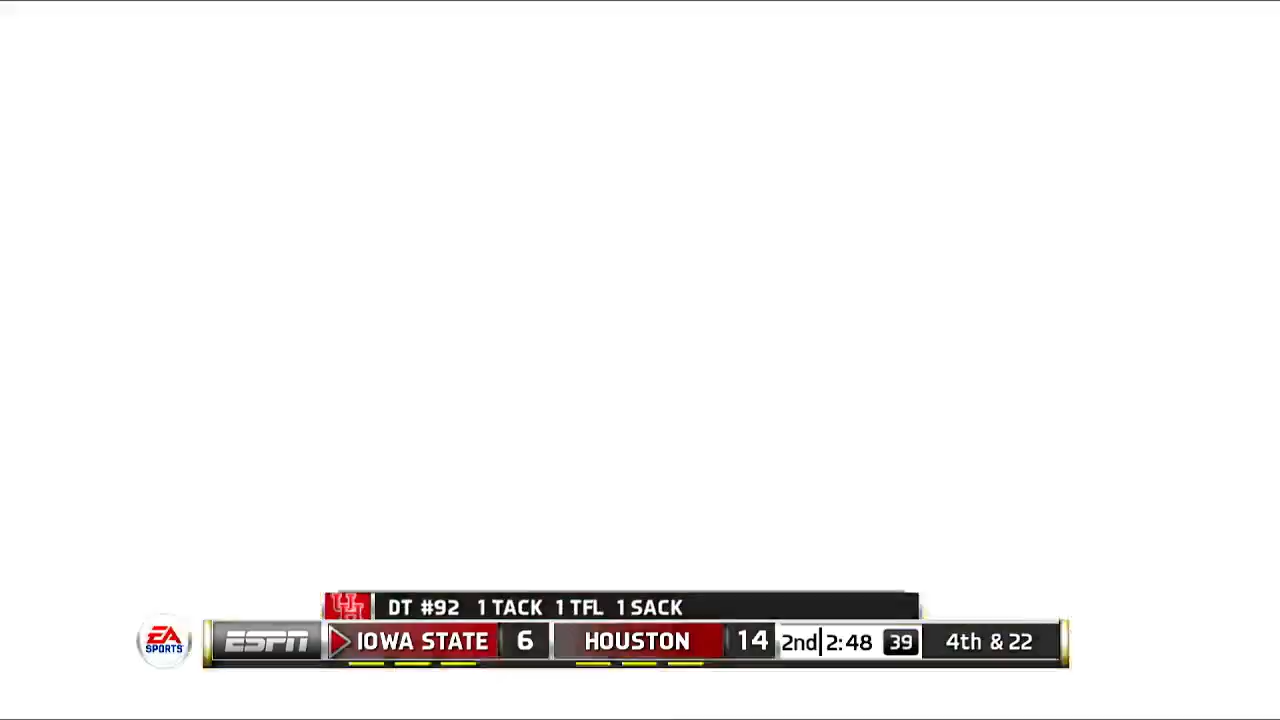 DT #92 1 TACK 1 TFL 1 SACK
EA SPORTS ESPN IOWA STATE 6 HOUSTON 14 2nd 2:48 39 4th & 22